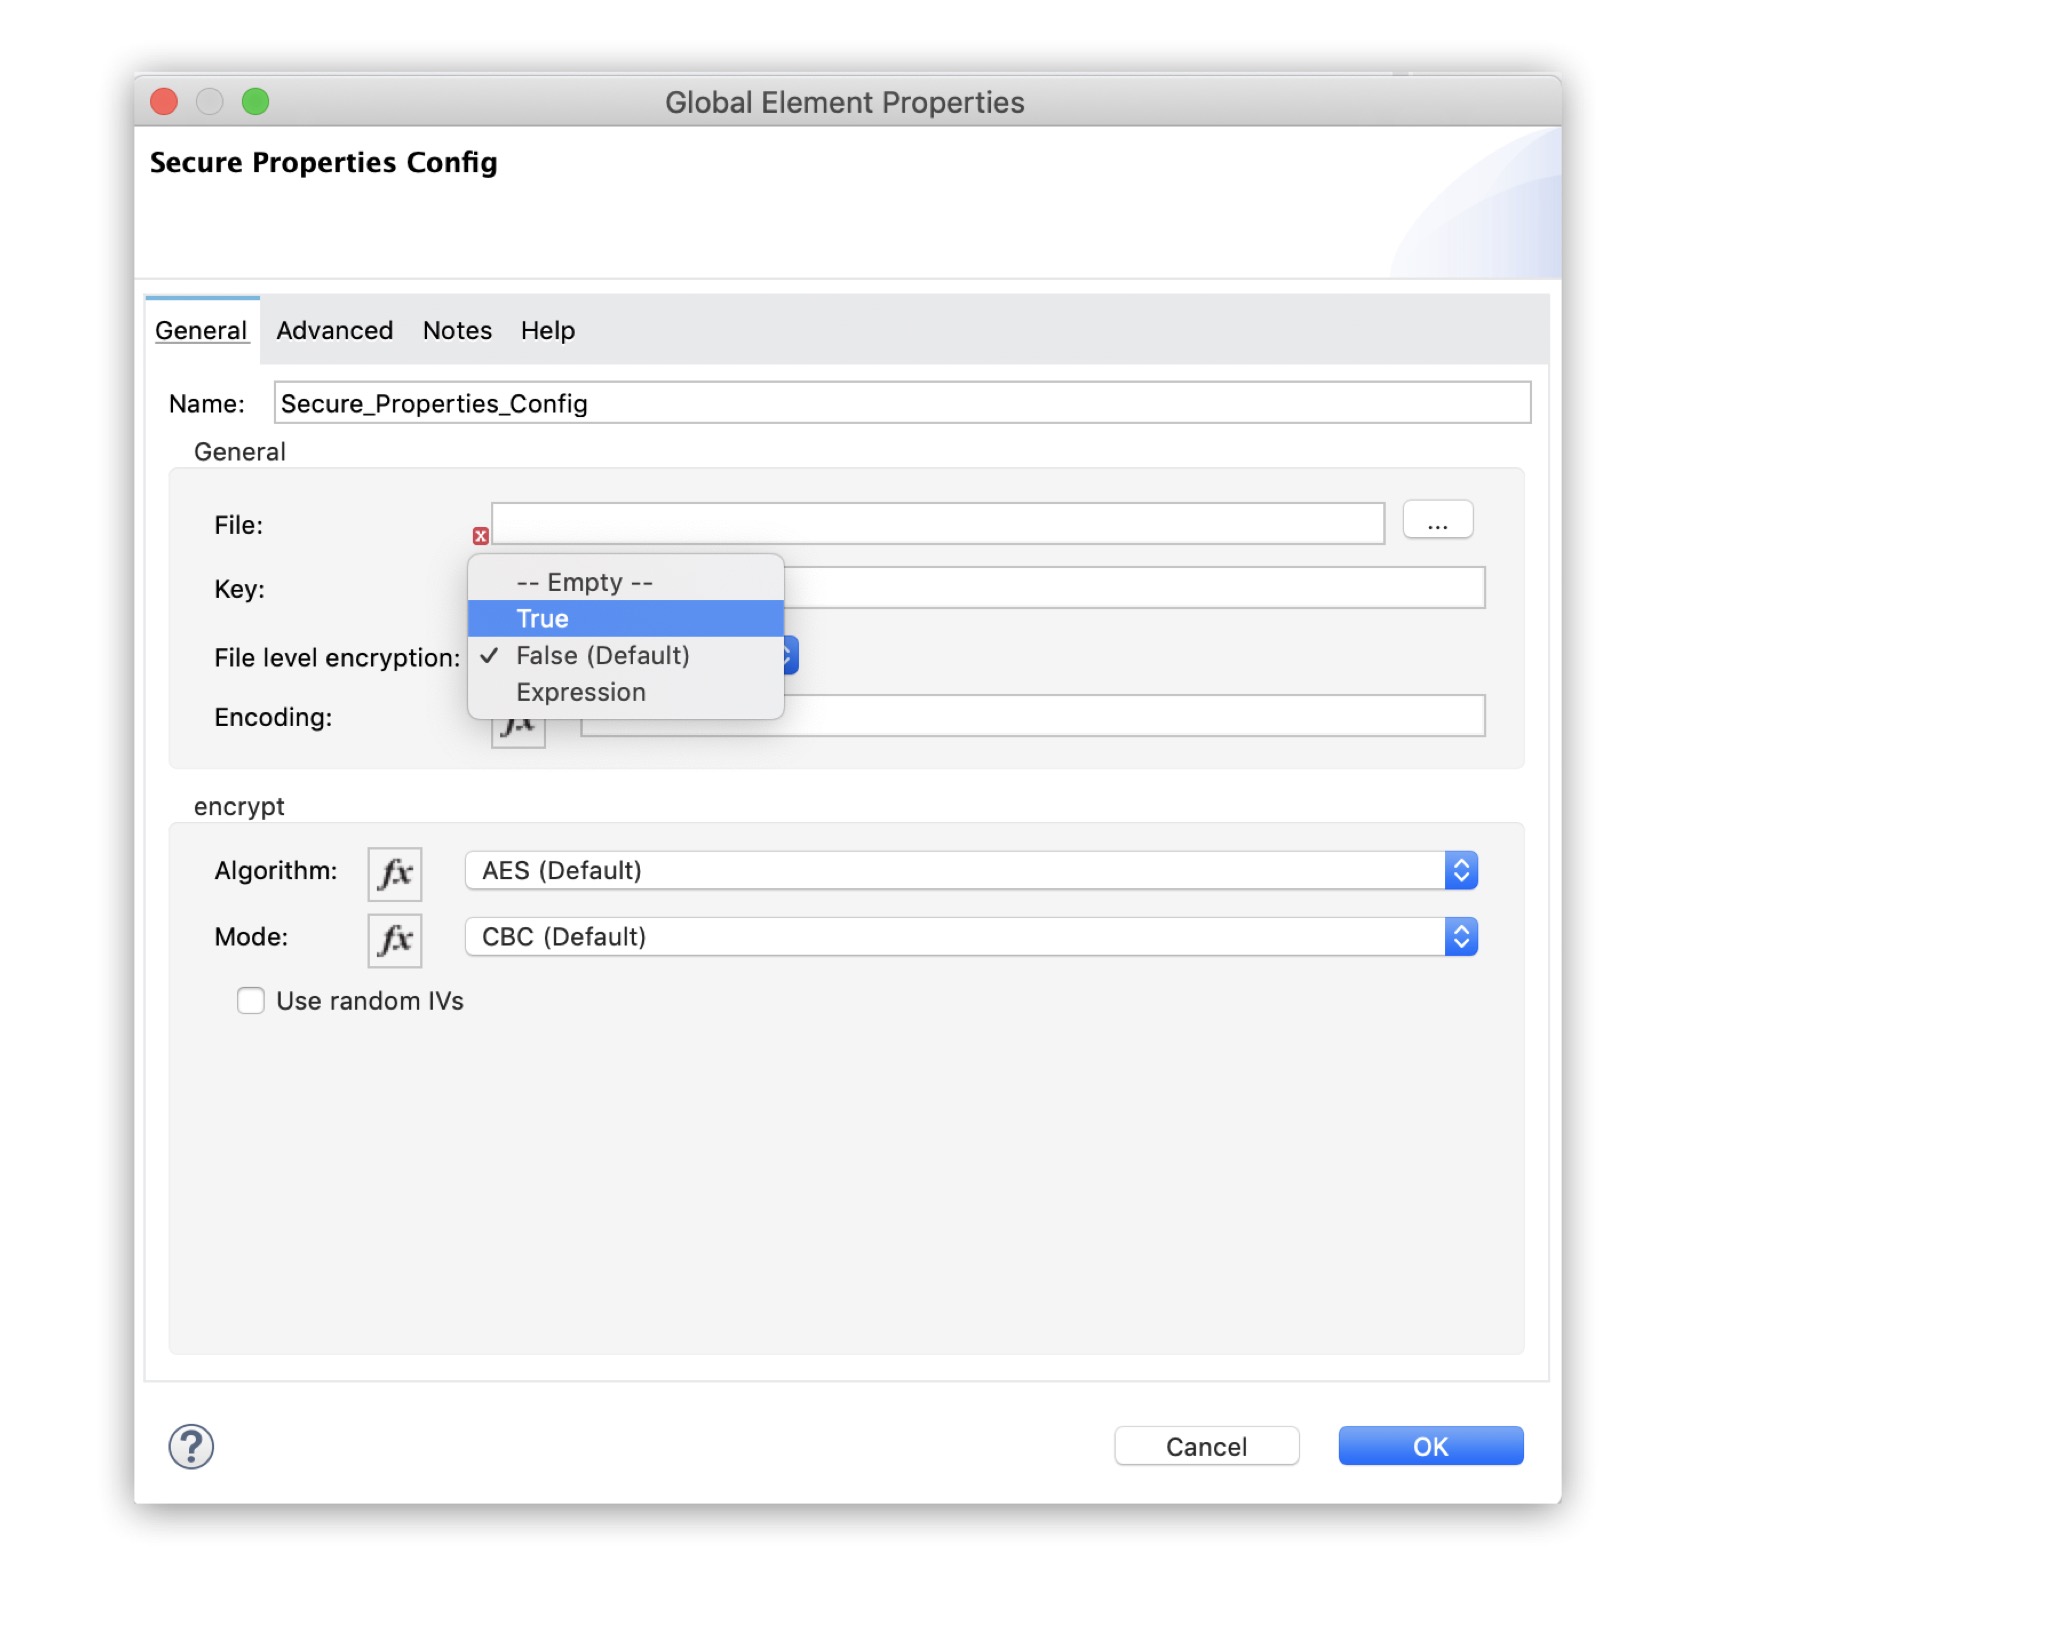 Global Element Properties
Secure Properties Config
General Advanced Notes Help
Name: Secure_Properties_Config
General
File: ...
-- Empty --
Key:
True
File level encryption: ✓ False (Default)
Expression
Encoding: fx
encrypt
Algorithm: fx AES (Default)
Mode: fx CBC (Default)
Use random IVs
? Cancel OK